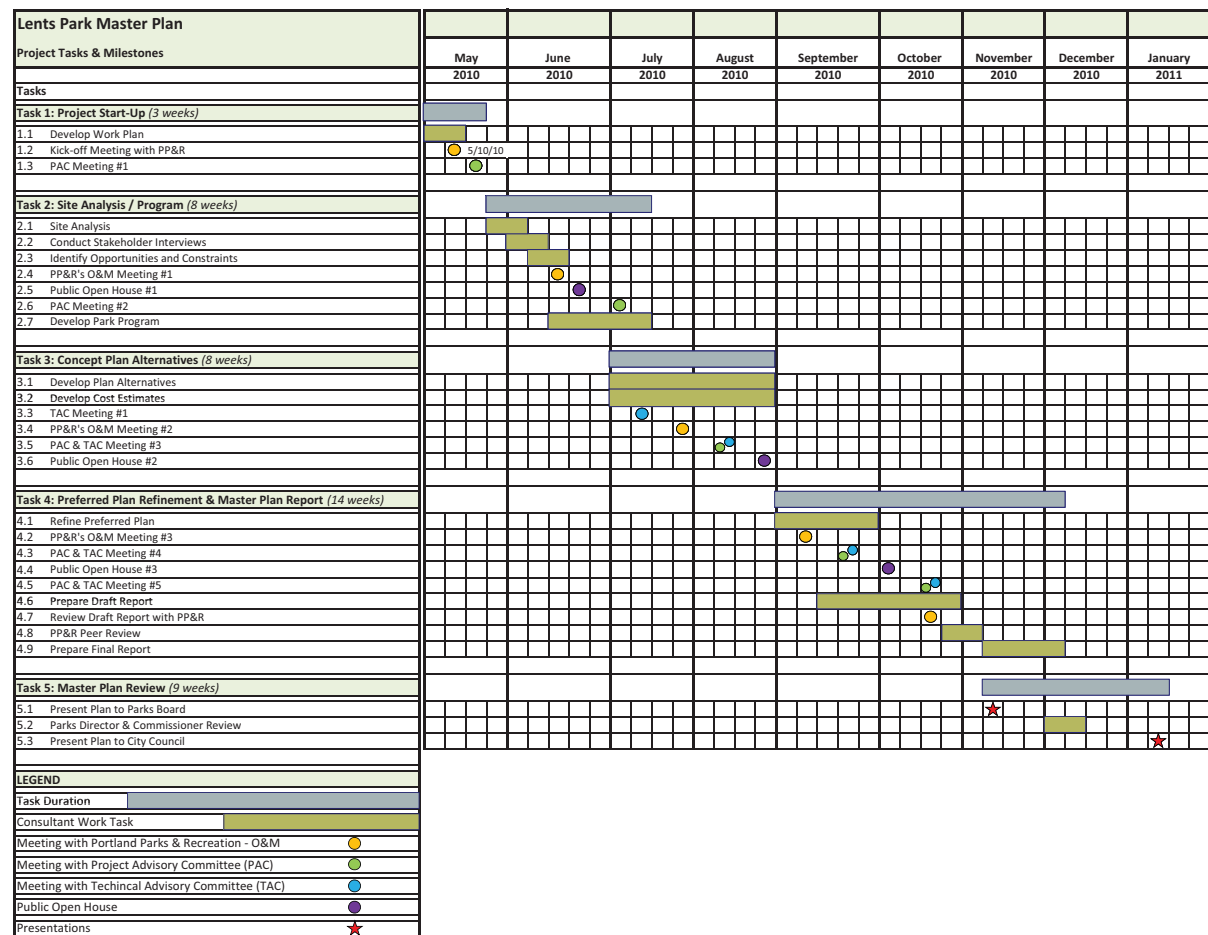 Lents Park Master Plan
Project Tasks & Milestones
May June July August September October November December January
2010 2010 2010 2010 2010 2010 2010 2010 2011
Tasks
Task 1: Project Start-Up (3 weeks)
1.1 Develop Work Plan
1.2 Kick-off Meeting with PP&R 5/10/10
1.3 PAC Meeting #1
Task 2: Site Analysis / Program (8 weeks)
2.1 Site Analysis
2.2 Conduct Stakeholder Interviews
2.3 Identify Opportunities and Constraints
2.4 PP&R's O&M Meeting #1
2.5 Public Open House #1
2.6 PAC Meeting #2
2.7 Develop Park Program
Task 3: Concept Plan Alternatives (8 weeks)
3.1 Develop Plan Alternatives
3.2 Develop Cost Estimates
3.3 TAC Meeting #1
3.4 PP&R's O&M Meeting #2
3.5 PAC & TAC Meeting #3
3.6 Public Open House #2
Task 4: Preferred Plan Refinement & Master Plan Report (14 weeks)
4.1 Refine Preferred Plan
4.2 PP&R's O&M Meeting #3
4.3 PAC & TAC Meeting #4
4.4 Public Open House #3
4.5 PAC & TAC Meeting #5
4.6 Prepare Draft Report
4.7 Review Draft Report with PP&R
4.8 PP&R Peer Review
4.9 Prepare Final Report
Task 5: Master Plan Review (9 weeks)
5.1 Present Plan to Parks Board
5.2 Parks Director & Commissioner Review
5.3 Present Plan to City Council
LEGEND
Task Duration
Consultant Work Task
Meeting with Portland Parks & Recreation - O&M
Meeting with Project Advisory Committee (PAC)
Meeting with Techincal Advisory Committee (TAC)
Public Open House
Presentations